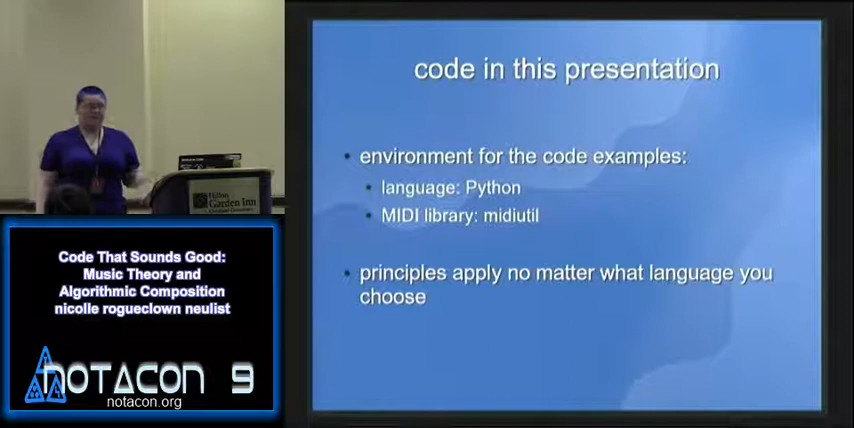 code in this presentation
• environment for the code examples:
• language: Python
• MIDI library: midiutil
• principles apply no matter what language you
choose
Hilton
Garden Inn
Code That Sounds Good:
Music Theory and
Algorithmic Composition
nicolle rogueclown neulist
NOTACON 9
notacon.org